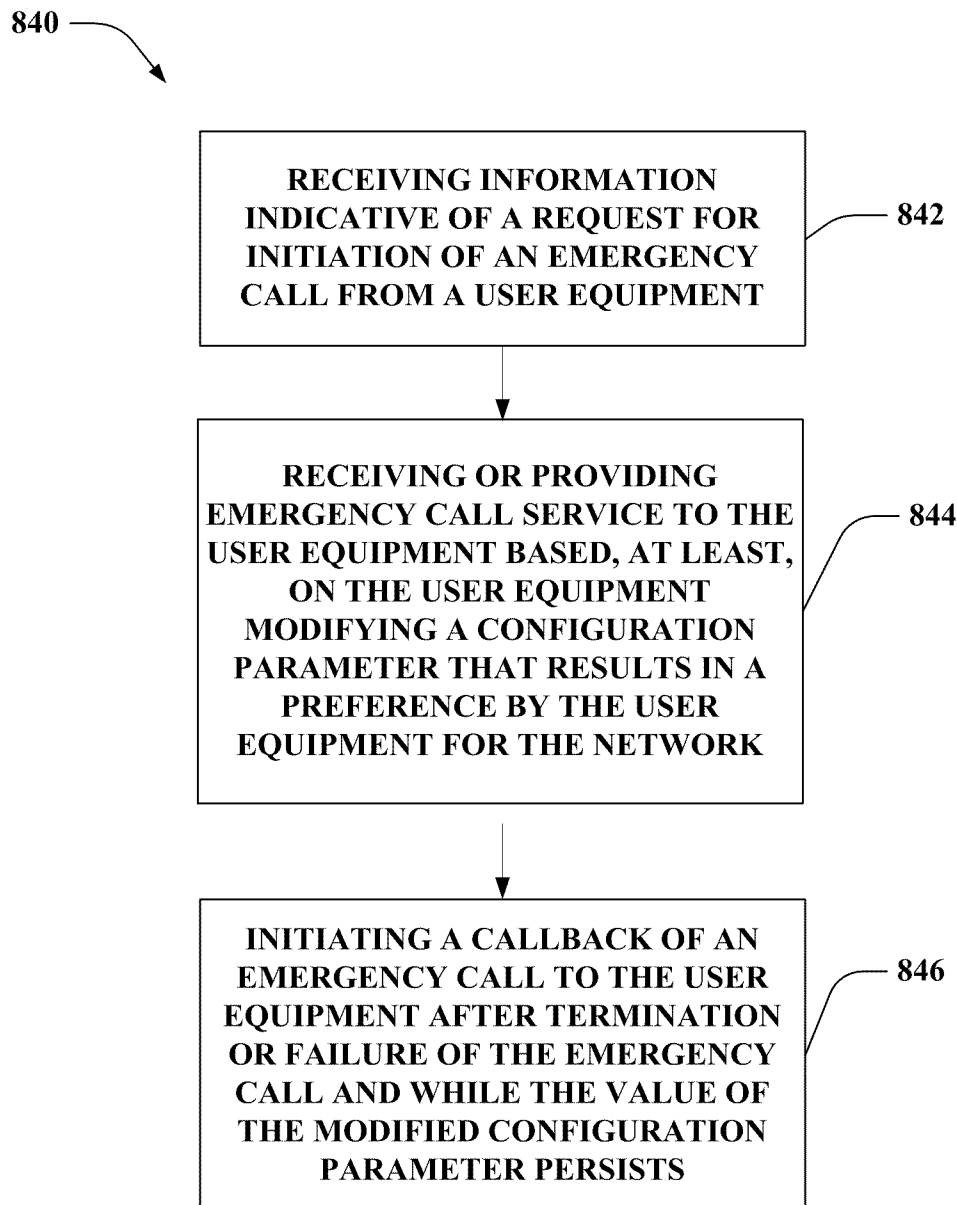 840
RECEIVING INFORMATION
INDICATIVE OF A REQUEST FOR
INITIATION OF AN EMERGENCY
CALL FROM A USER EQUIPMENT
842
RECEIVING OR PROVIDING
EMERGENCY CALL SERVICE TO THE
USER EQUIPMENT BASED, AT LEAST,
ON THE USER EQUIPMENT
MODIFYING A CONFIGURATION
PARAMETER THAT RESULTS IN A
PREFERENCE BY THE USER
EQUIPMENT FOR THE NETWORK
844
INITIATING A CALLBACK OF AN
EMERGENCY CALL TO THE USER
EQUIPMENT AFTER TERMINATION
OR FAILURE OF THE EMERGENCY
CALL AND WHILE THE VALUE OF
THE MODIFIED CONFIGURATION
PARAMETER PERSISTS
846